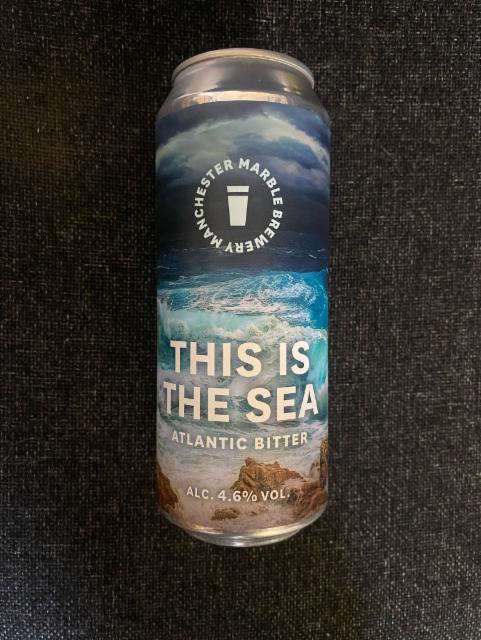 MANCHESTER MARBLE BREWERY
THIS IS
THE SEA
ATLANTIC BITTER
ALC. 4.6% VOL.